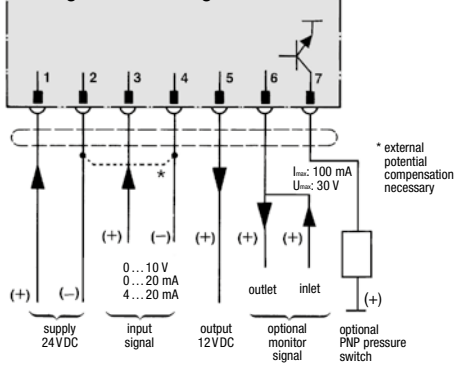 1 2 3 4 5 6 7
* external
potential
compensation
necessary
*
Imax: 100 mA
Umax: 30 V
(+) (–) (+) (+) (+)
0...10 V
0...20 mA
4...20 mA
outlet inlet
(+) (–) (+)
supply
24 V DC
input
signal
output
12 V DC
optional
monitor
signal
optional
PNP pressure
switch